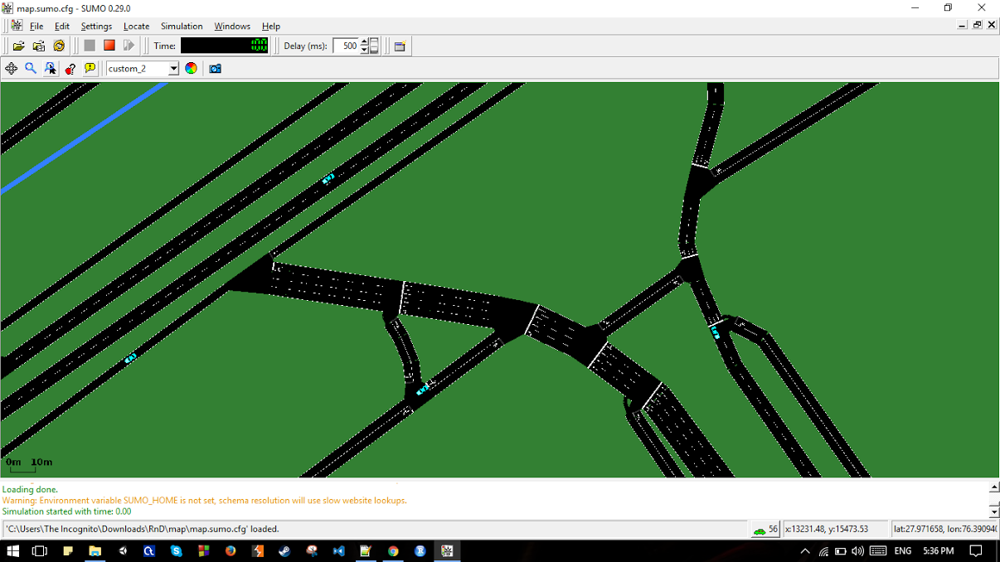 map.sumo.cfg - SUMO 0.29.0
File Edit Settings Locate Simulation Windows Help
Time: 00 Delay (ms): 500
custom_2
0m 10m
Loading done.
Warning: Environment variable SUMO_HOME is not set, schema resolution will use slow website lookups.
Simulation started with time: 0.00
'C:\Users\The Incognito\Downloads\RnD\map\map.sumo.cfg' loaded. 56 x:13231.48, y:15473.53 lat:27.971658, lon:76.390940
ENG 5:36 PM